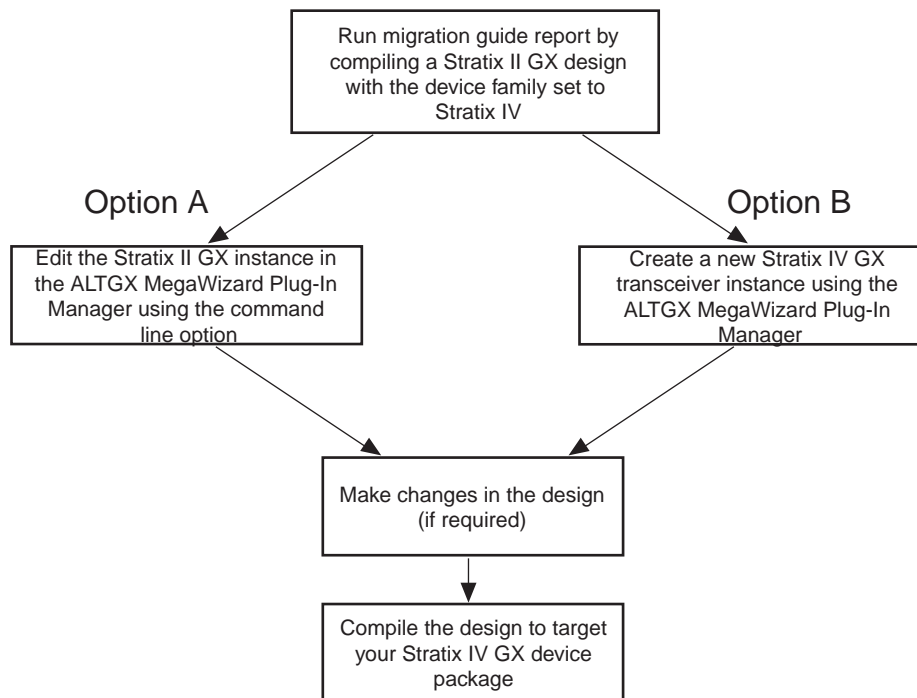 Run migration guide report by
compiling a Stratix II GX design
with the device family set to
Stratix IV
Option A
Option B
Edit the Stratix II GX instance in
the ALTGX MegaWizard Plug-In
Manager using the command
line option
Create a new Stratix IV GX
transceiver instance using the
ALTGX MegaWizard Plug-In
Manager
Make changes in the design
(if required)
Compile the design to target
your Stratix IV GX device
package